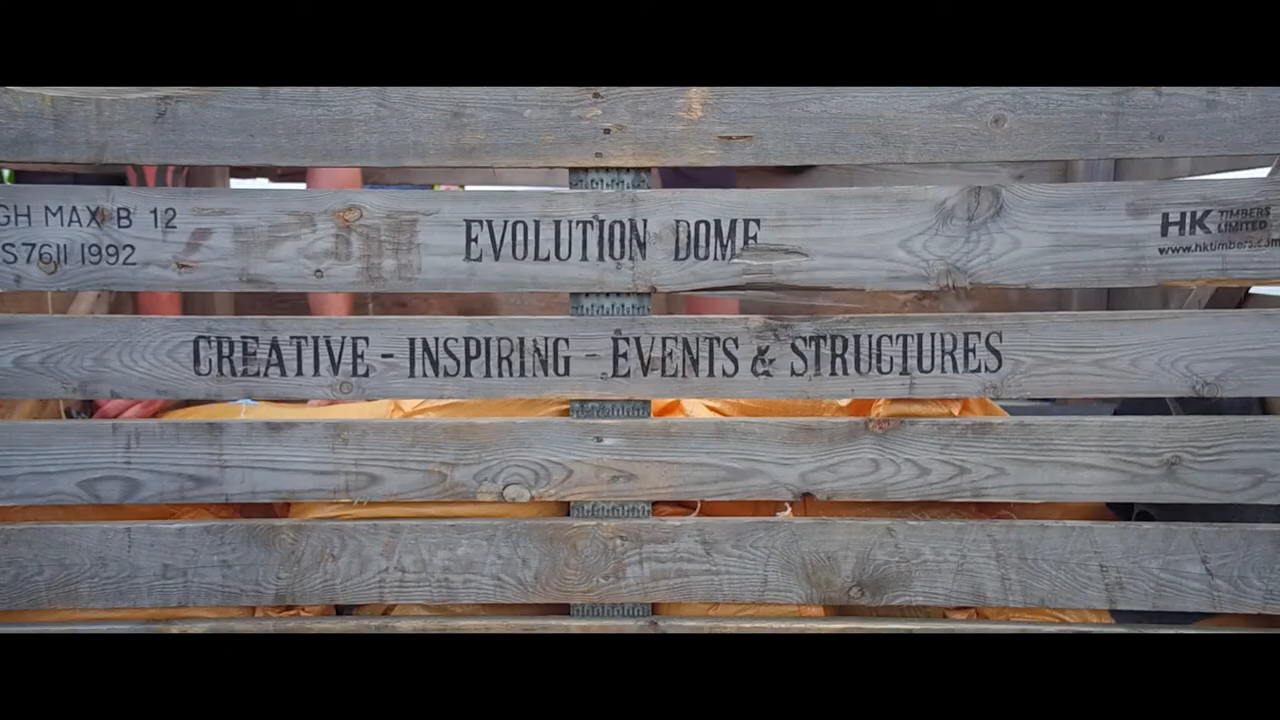 GH MAX B 12
S7611 1992
EVOLUTION DOME
HK TIMBERS LIMITED
www.hktimbers.com
CREATIVE - INSPIRING - EVENTS & STRUCTURES